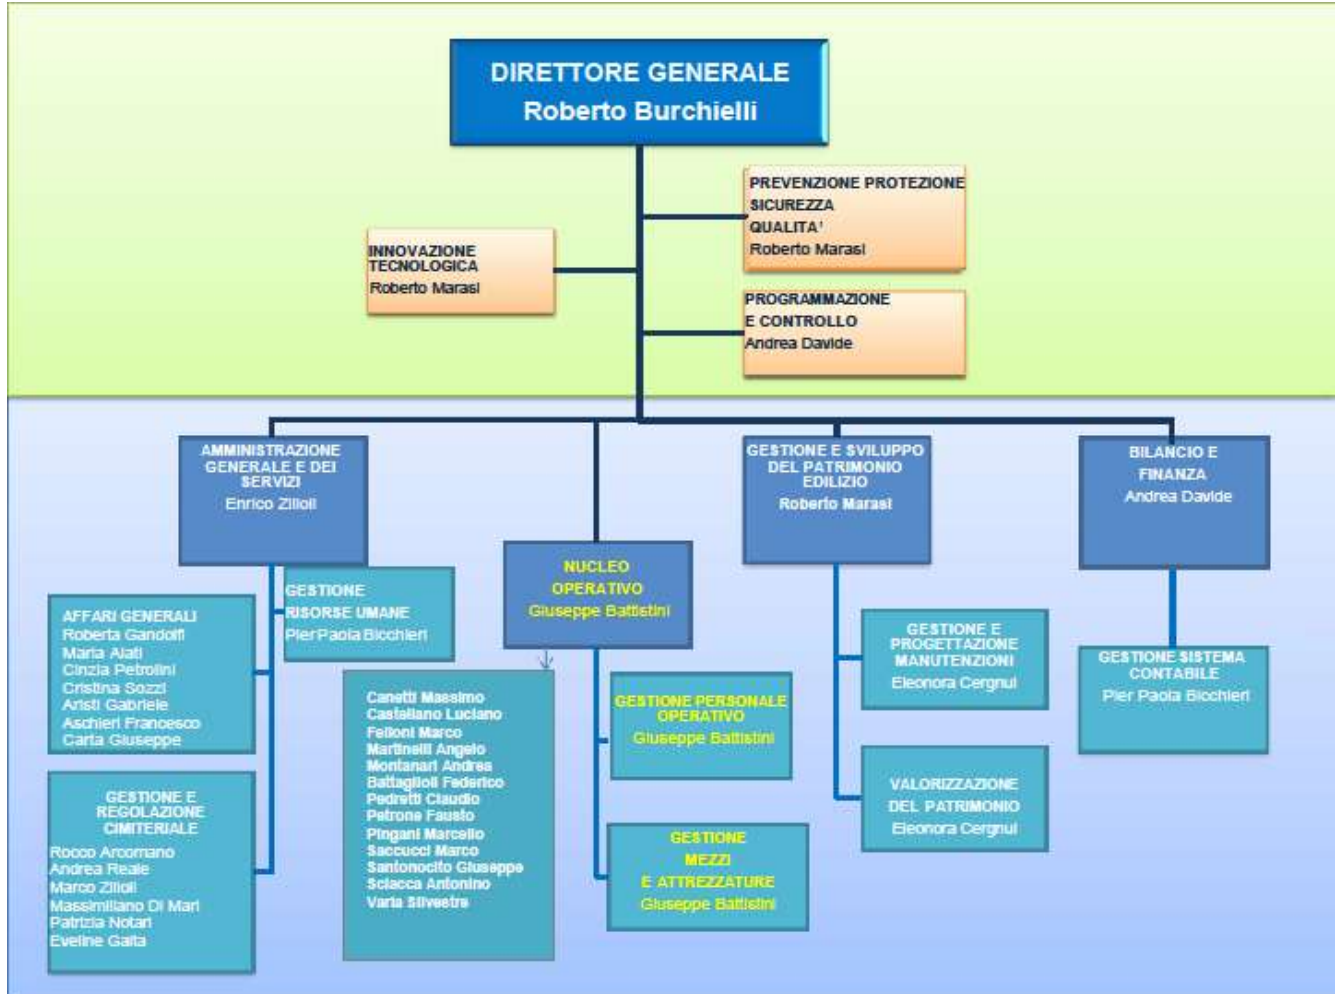 DIRETTORE GENERALE
Roberto Burchielli
PREVENZIONE PROTEZIONE
SICUREZZA
QUALITA'
Roberto Marasi
INNOVAZIONE
TECNOLOGICA
Roberto Marasi
PROGRAMMAZIONE
E CONTROLLO
Andrea Davide
AMMINISTRAZIONE
GENERALE E DEI
SERVIZI
Enrico Zilioli
NUCLEO
OPERATIVO
Giuseppe Battistini
GESTIONE E SVILUPPO
DEL PATRIMONIO
EDILIZIO
Roberto Marasi
BILANCIO E
FINANZA
Andrea Davide
GESTIONE
RISORSE UMANE
Pier Paola Bicchieri
AFFARI GENERALI
Roberta Gandolfi
Maria Alati
Cinzia Petrolini
Cristina Sozzi
Aristi Gabriele
Aschieri Francesco
Carta Giuseppe
GESTIONE E
REGOLAZIONE
CIMITERIALE
Rocco Arcomano
Andrea Reale
Marco Zilioli
Massimiliano Di Mari
Patrizia Notari
Eveline Gaita
Canetti Massimo
Castellano Luciano
Felloni Marco
Martinelli Angelo
Montanari Andrea
Battaglioli Federico
Pedretti Claudio
Petrone Fausto
Pingani Marcello
Saccucci Marco
Santonocito Giuseppe
Sciacca Antonino
Varia Silvestre
GESTIONE PERSONALE
OPERATIVO
Giuseppe Battistini
GESTIONE
MEZZI
E ATTREZZATURE
Giuseppe Battistini
GESTIONE E
PROGETTAZIONE
MANUTENZIONI
Eleonora Cergnul
VALORIZZAZIONE
DEL PATRIMONIO
Eleonora Cergnul
GESTIONE SISTEMA
CONTABILE
Pier Paola Bicchieri